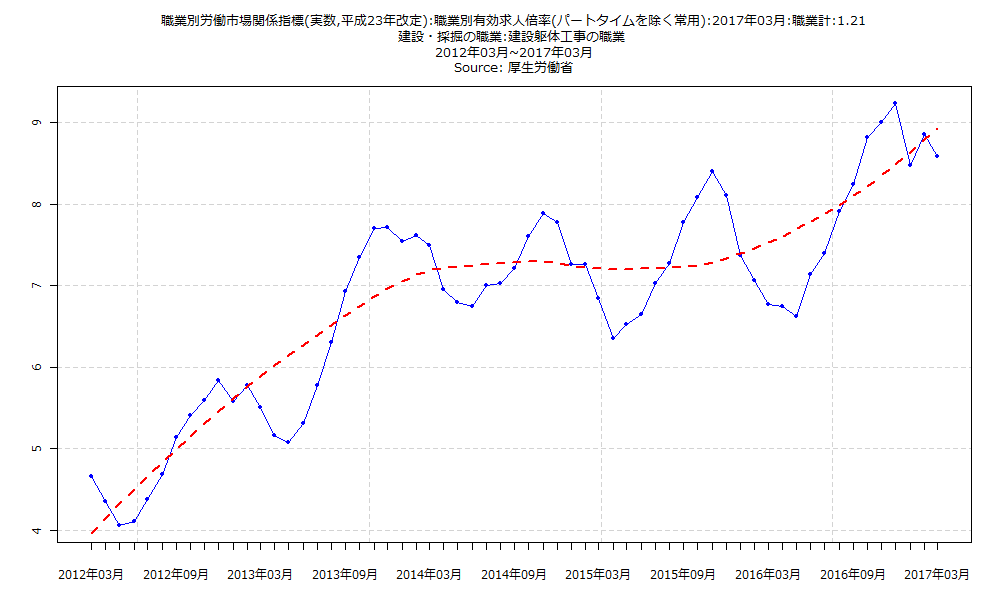 職業別労働市場関係指標(実数,平成23年改定):職業別有効求人倍率(パートタイムを除く常用):2017年03月:職業計:1.21
建設・採掘の職業:建設躯体工事の職業
2012年03月~2017年03月
Source: 厚生労働省
9
8
7
6
5
4
2012年03月 2012年09月 2013年03月 2013年09月 2014年03月 2014年09月 2015年03月 2015年09月 2016年03月 2016年09月 2017年03月